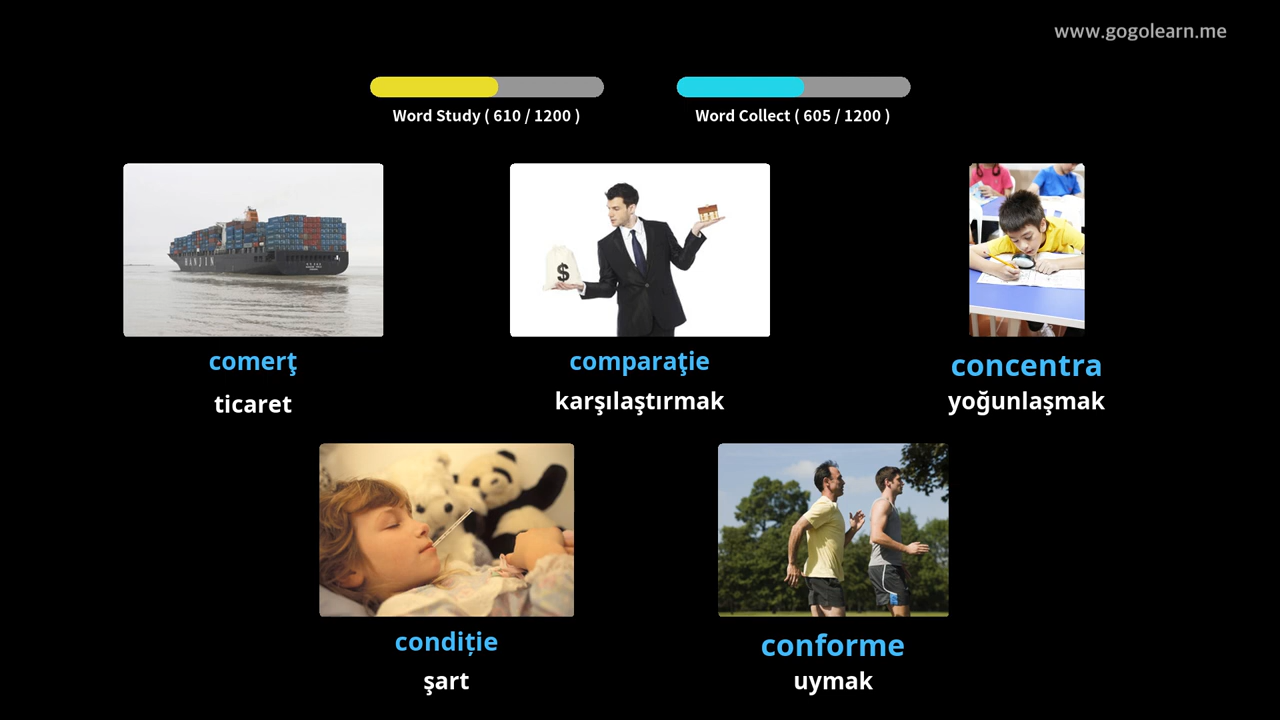 www.gogolearn.me
Word Study ( 610 / 1200 )
Word Collect ( 605 / 1200 )
HANJIN
$
comerţ
comparaţie
concentra
ticaret
karşılaştırmak
yoğunlaşmak
condiție
conforme
şart
uymak